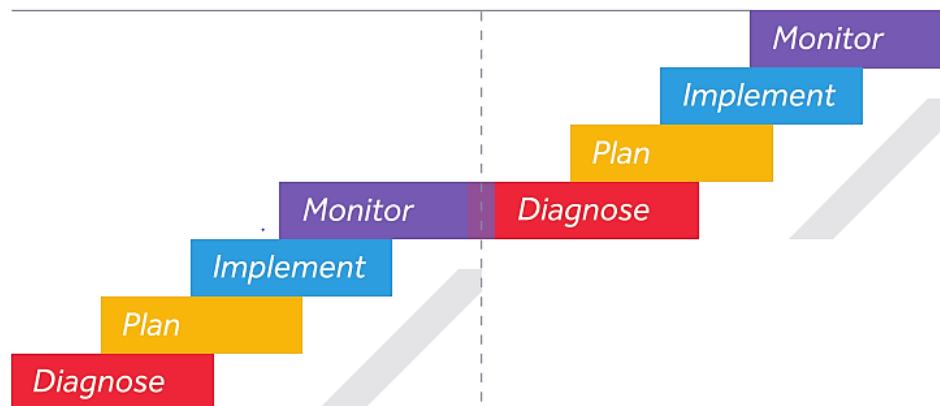 Monitor
Implement
Plan
Monitor
Diagnose
Implement
Plan
Diagnose